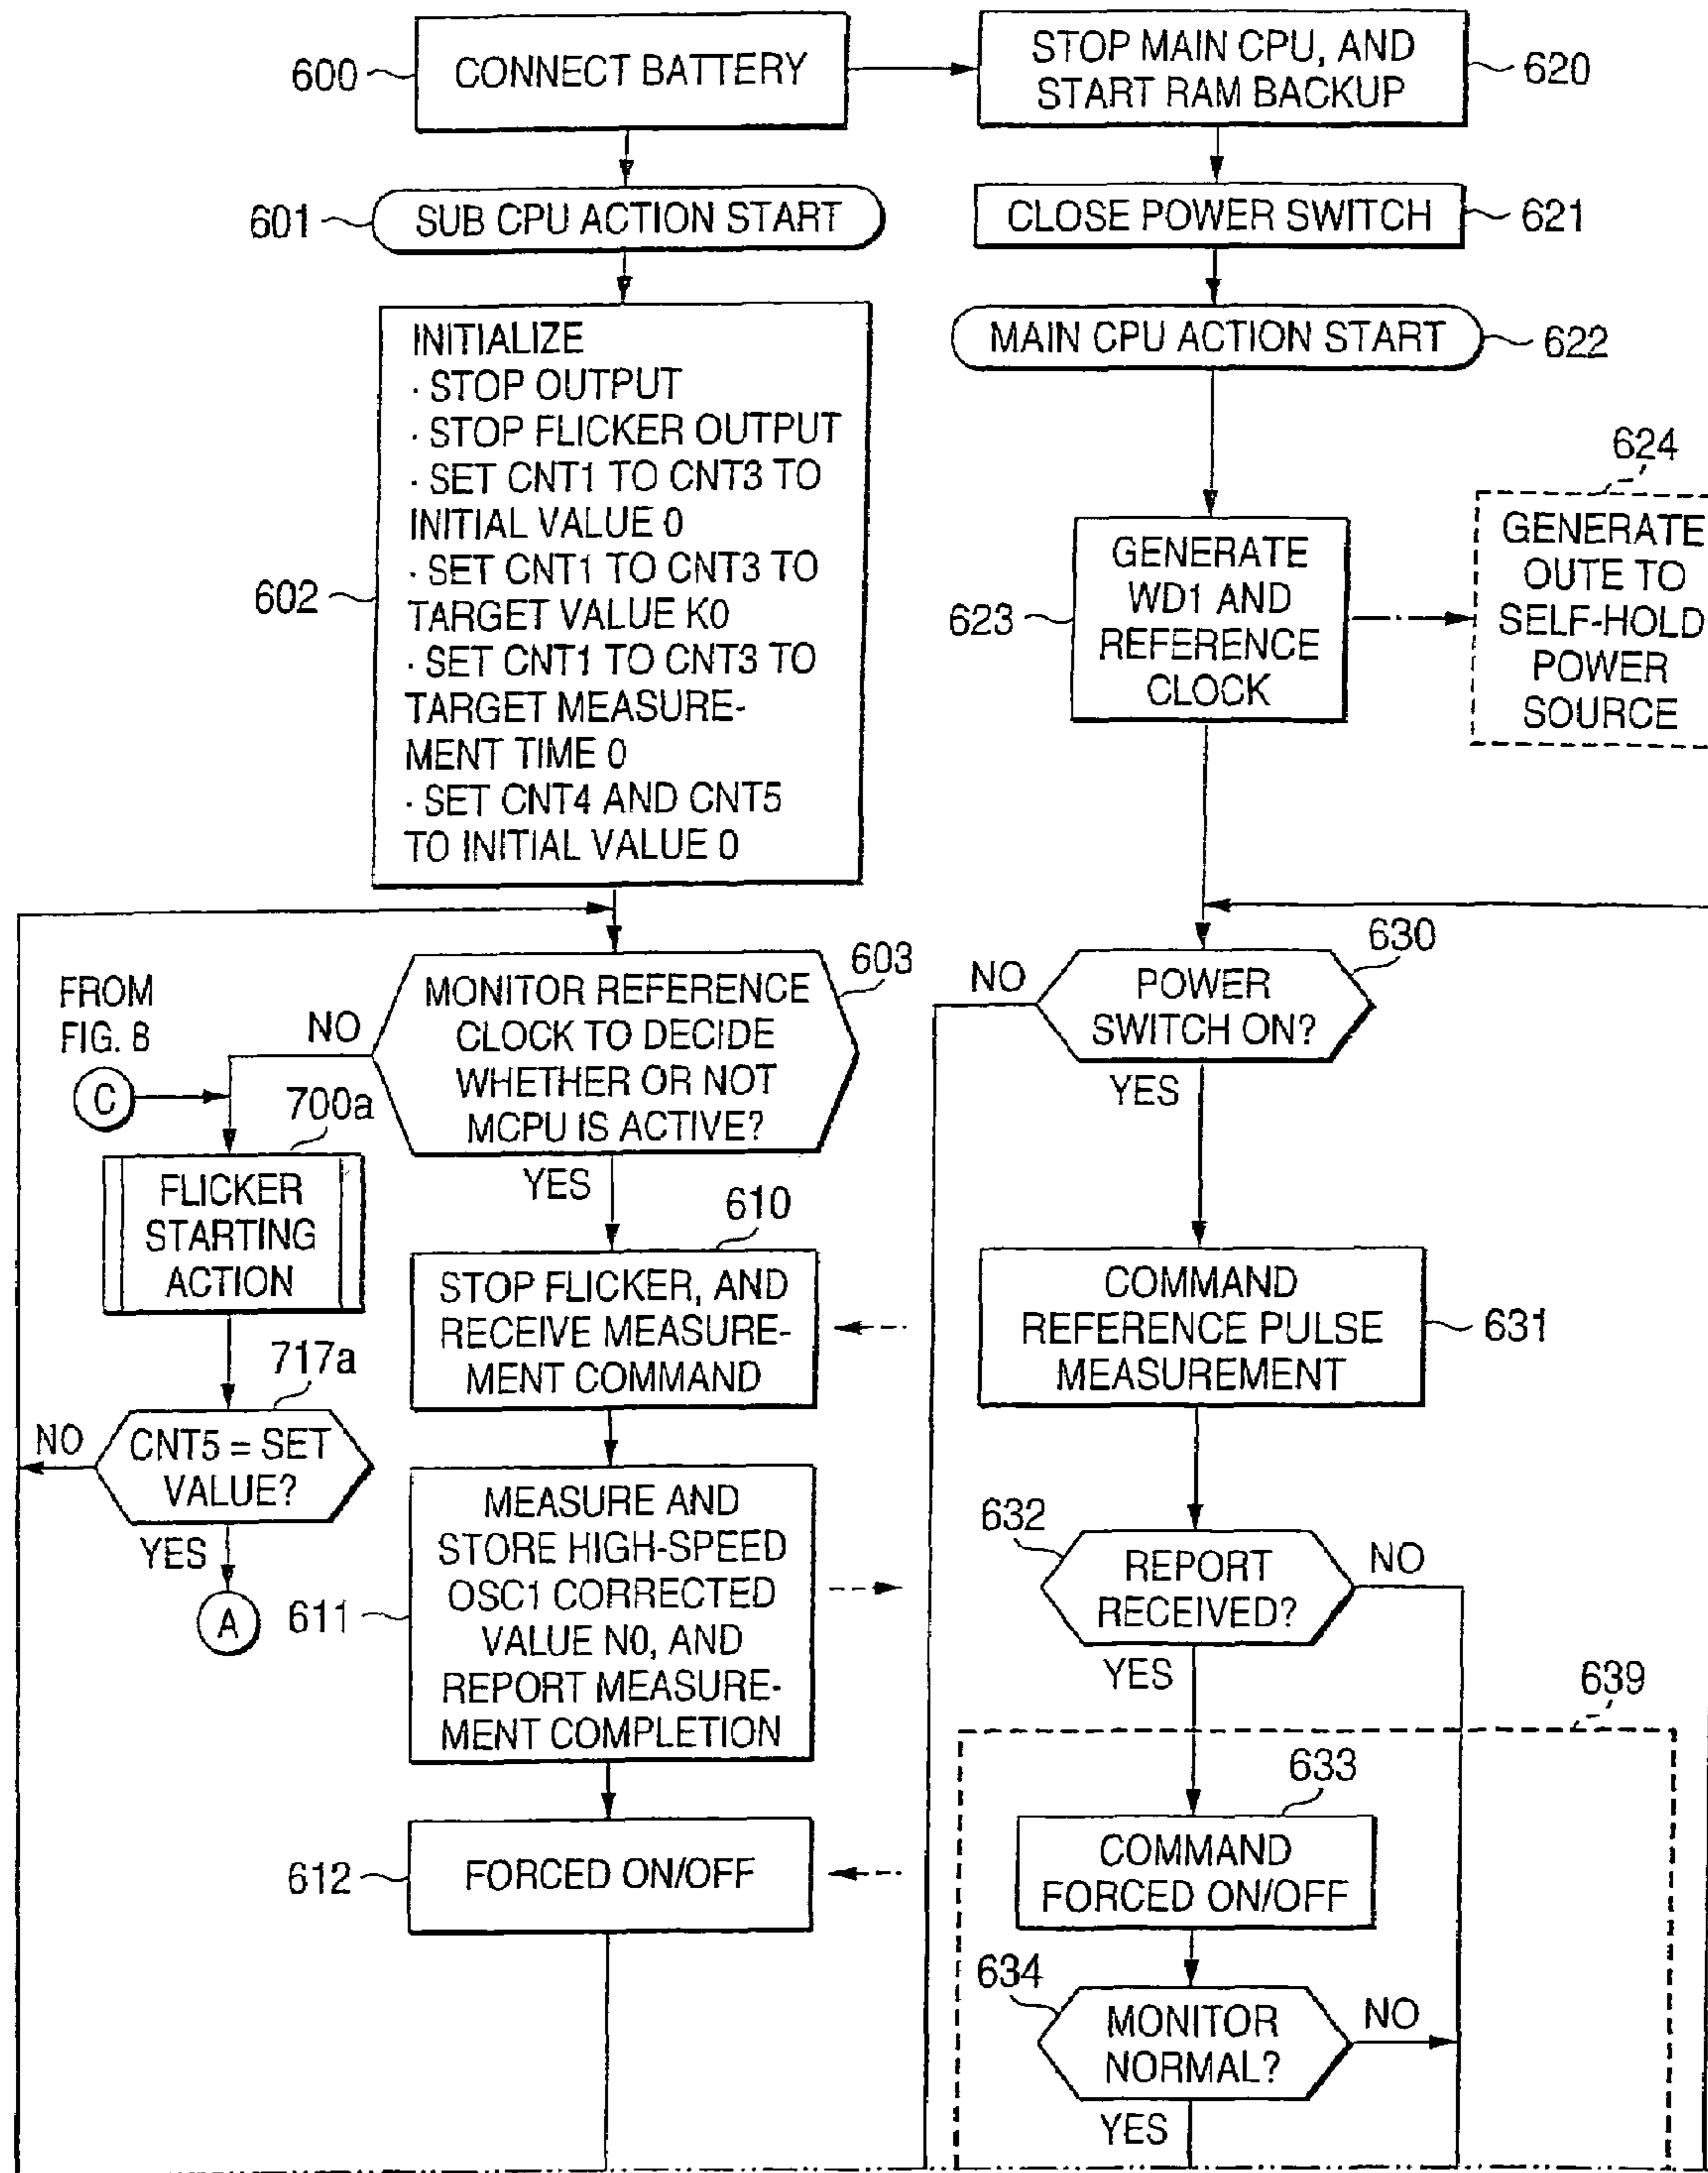 600
CONNECT BATTERY
STOP MAIN CPU, AND
START RAM BACKUP
620
601
SUB CPU ACTION START
CLOSE POWER SWITCH
621
MAIN CPU ACTION START
622
602
INITIALIZE
· STOP OUTPUT
· STOP FLICKER OUTPUT
· SET CNT1 TO CNT3 TO
INITIAL VALUE 0
· SET CNT1 TO CNT3 TO
TARGET VALUE K0
· SET CNT1 TO CNT3 TO
TARGET MEASURE-
MENT TIME 0
· SET CNT4 AND CNT5
TO INITIAL VALUE 0
623
GENERATE
WD1 AND
REFERENCE
CLOCK
624
GENERATE
OUTE TO
SELF-HOLD
POWER
SOURCE
603
MONITOR REFERENCE
CLOCK TO DECIDE
WHETHER OR NOT
MCPU IS ACTIVE?
NO
YES
FROM
FIG. 8
C
700a
FLICKER
STARTING
ACTION
717a
CNT5 = SET
VALUE?
NO
YES
A
610
STOP FLICKER, AND
RECEIVE MEASURE-
MENT COMMAND
611
MEASURE AND
STORE HIGH-SPEED
OSC1 CORRECTED
VALUE N0, AND
REPORT MEASURE-
MENT COMPLETION
612
FORCED ON/OFF
630
NO
POWER
SWITCH ON?
YES
COMMAND
REFERENCE PULSE
MEASUREMENT
631
632
REPORT
RECEIVED?
NO
YES
639
633
COMMAND
FORCED ON/OFF
634
MONITOR
NORMAL?
NO
YES